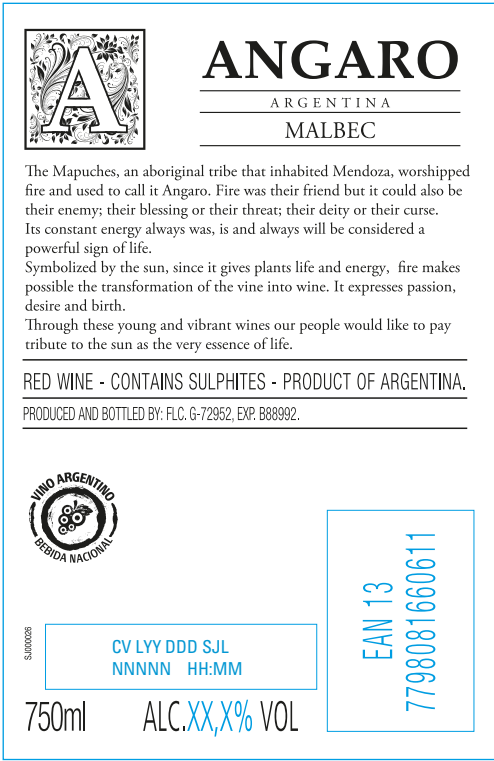 A
ANGARO
ARGENTINA
MALBEC
The Mapuches, an aboriginal tribe that inhabited Mendoza, worshipped
fire and used to call it Angaro. Fire was their friend but it could also be
their enemy; their blessing or their threat; their deity or their curse.
Its constant energy always was, is and always will be considered a
powerful sign of life.
Symbolized by the sun, since it gives plants life and energy, fire makes
possible the transformation of the vine into wine. It expresses passion,
desire and birth.
Through these young and vibrant wines our people would like to pay
tribute to the sun as the very essence of life.
RED WINE - CONTAINS SULPHITES - PRODUCT OF ARGENTINA.
PRODUCED AND BOTTLED BY: FLC. G-72952, EXP. B88992.
VINO ARGENTINO
BEBIDA NACIONAL
EAN 13
7798081660611
SJ000026
CV LYY DDD SJL
NNNNN HH:MM
750ml ALC.XX,X% VOL